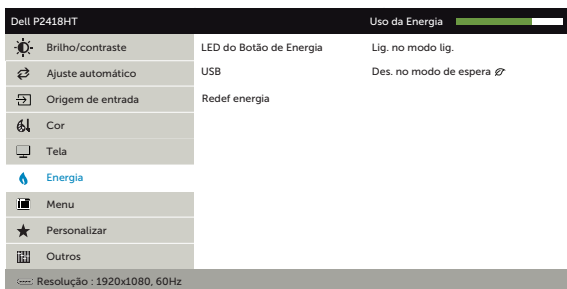 Dell P2418HT
Uso da Energia
Brilho/contraste
LED do Botão de Energia
Lig. no modo lig.
Ajuste automático
USB
Des. no modo de espera
Origem de entrada
Redef energia
Cor
Tela
Energia
Menu
Personalizar
Outros
Resolução : 1920x1080, 60Hz